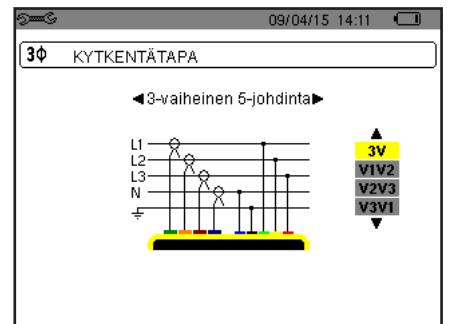 09/04/15 14:11
3Φ KYTKENTÄTAPA
◄3-vaiheinen 5-johdinta►
L1
L2
L3
N
3V
V1V2
V2V3
V3V1